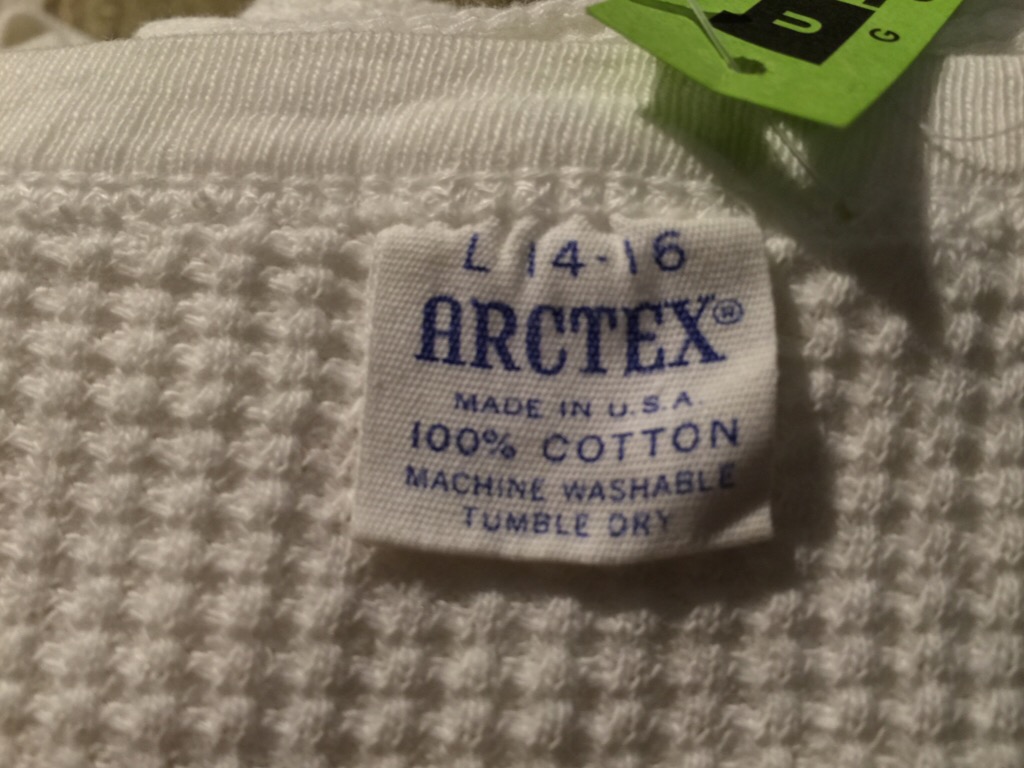 U
G
L 14-16
ARCTEX®
MADE IN U.S.A
100% COTTON
MACHINE WASHABLE
TUMBLE DRY